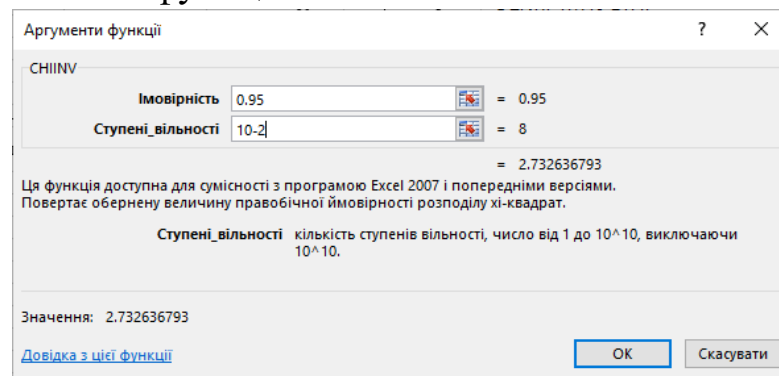 Аргументи функції ? ×
CHIINV
Імовірність 0.95 = 0.95
Ступені_вільності 10-2 = 8
= 2.732636793
Ця функція доступна для сумісності з програмою Excel 2007 і попередніми версіями.
Повертає обернену величину правобічної ймовірності розподілу хі-квадрат.
Ступені_вільності кількість ступенів вільності, число від 1 до 10^10, виключаючи
10^10.
Значення: 2.732636793
Довідка з цієї функції OK Скасувати